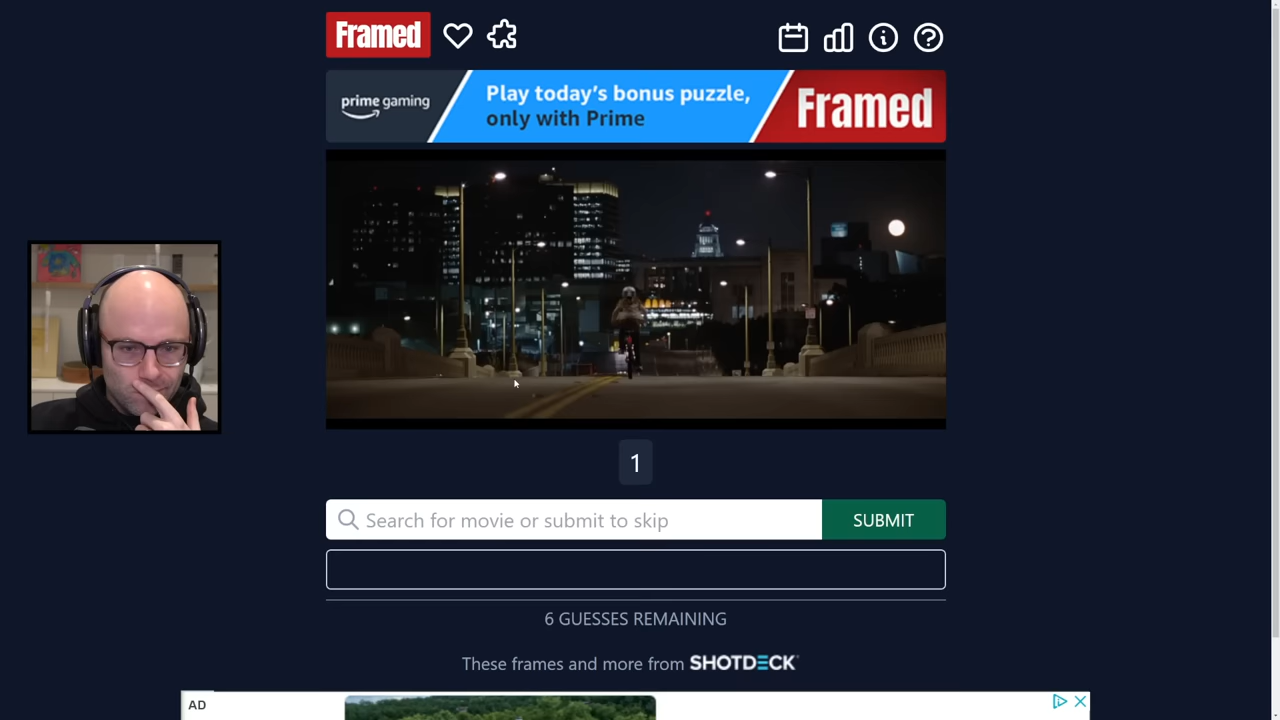 Framed
prime gaming
Play today's bonus puzzle,
only with Prime
Framed
1
Search for movie or submit to skip
SUBMIT
6 GUESSES REMAINING
These frames and more from SHOTDECK
AD